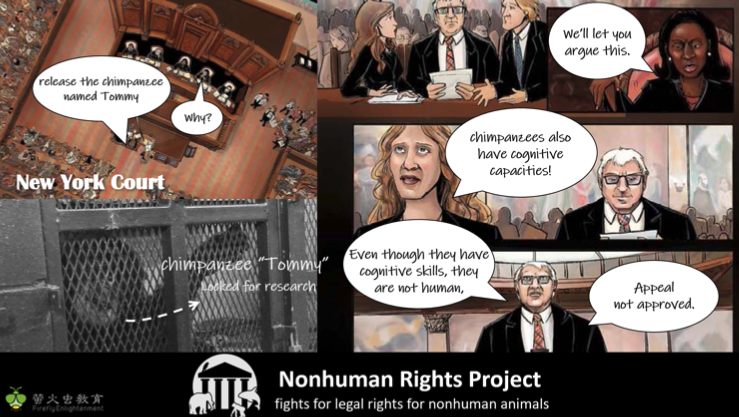 release the chimpanzee
named Tommy
Why?
New York Court
We'll let you
argue this.
chimpanzees also
have cognitive
capacities!
chimpanzee "Tommy"
Locked for research
Even though they have
cognitive skills, they
are not human,
Appeal
not approved.
Nonhuman Rights Project
fights for legal rights for nonhuman animals
萤火虫教育
FireflyEnlightenment